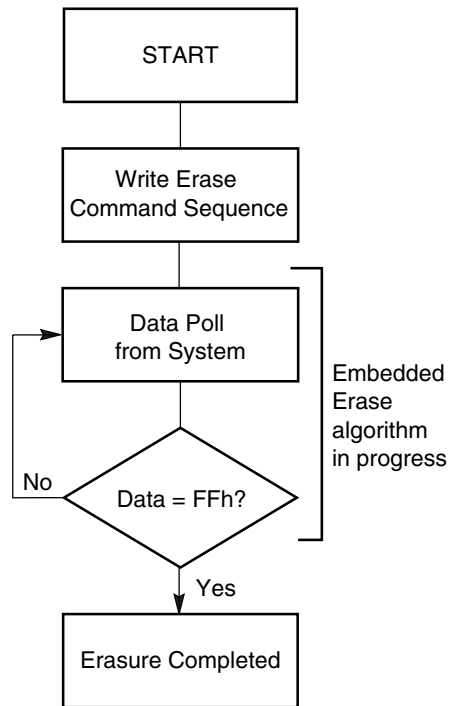 START
Write Erase
Command Sequence
Data Poll
from System
Embedded
Erase
algorithm
in progress
No
Data = FFh?
Yes
Erasure Completed